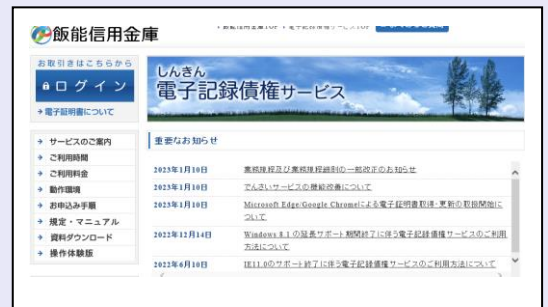 飯能信用金庫
お取引きはこちらから
ログイン
電子証明書について
しんきん
電子記録債権サービス
サービスのご案内
ご利用時間
ご利用料金
動作環境
お申込み手順
規定・マニュアル
資料ダウンロード
操作体験版
重要なお知らせ
2023年1月10日 業務規程及び業務規程細則の一部改正のお知らせ
2023年1月10日 でんさいサービスの機能改善について
2023年1月10日 Microsoft Edge/Google Chromeによる電子証明書取得・更新の取扱開始に
ついて
2022年12月14日 Windows 8.1 の延長サポート期間終了に伴う電子記録債権サービスのご利用
方法について
2022年6月10日 IE11.0のサポート終了に伴う電子記録債権サービスのご利用方法について